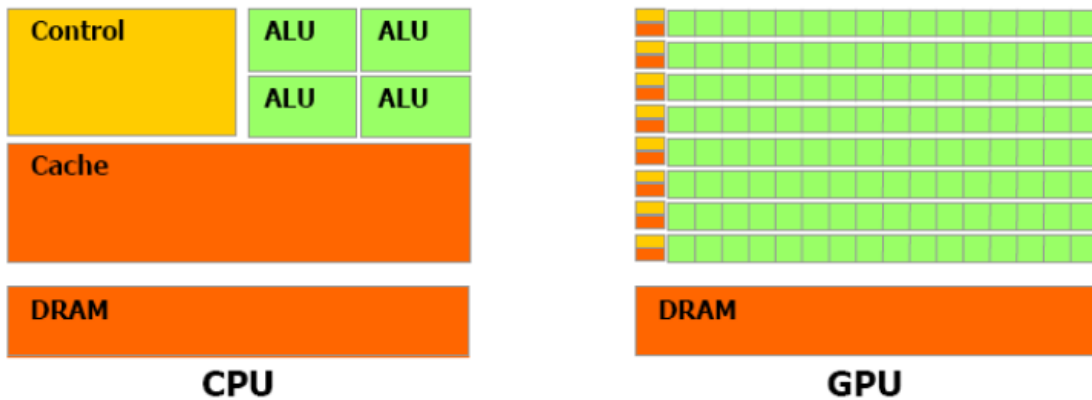 Control
ALU ALU
ALU ALU
Cache
DRAM
CPU
DRAM
GPU